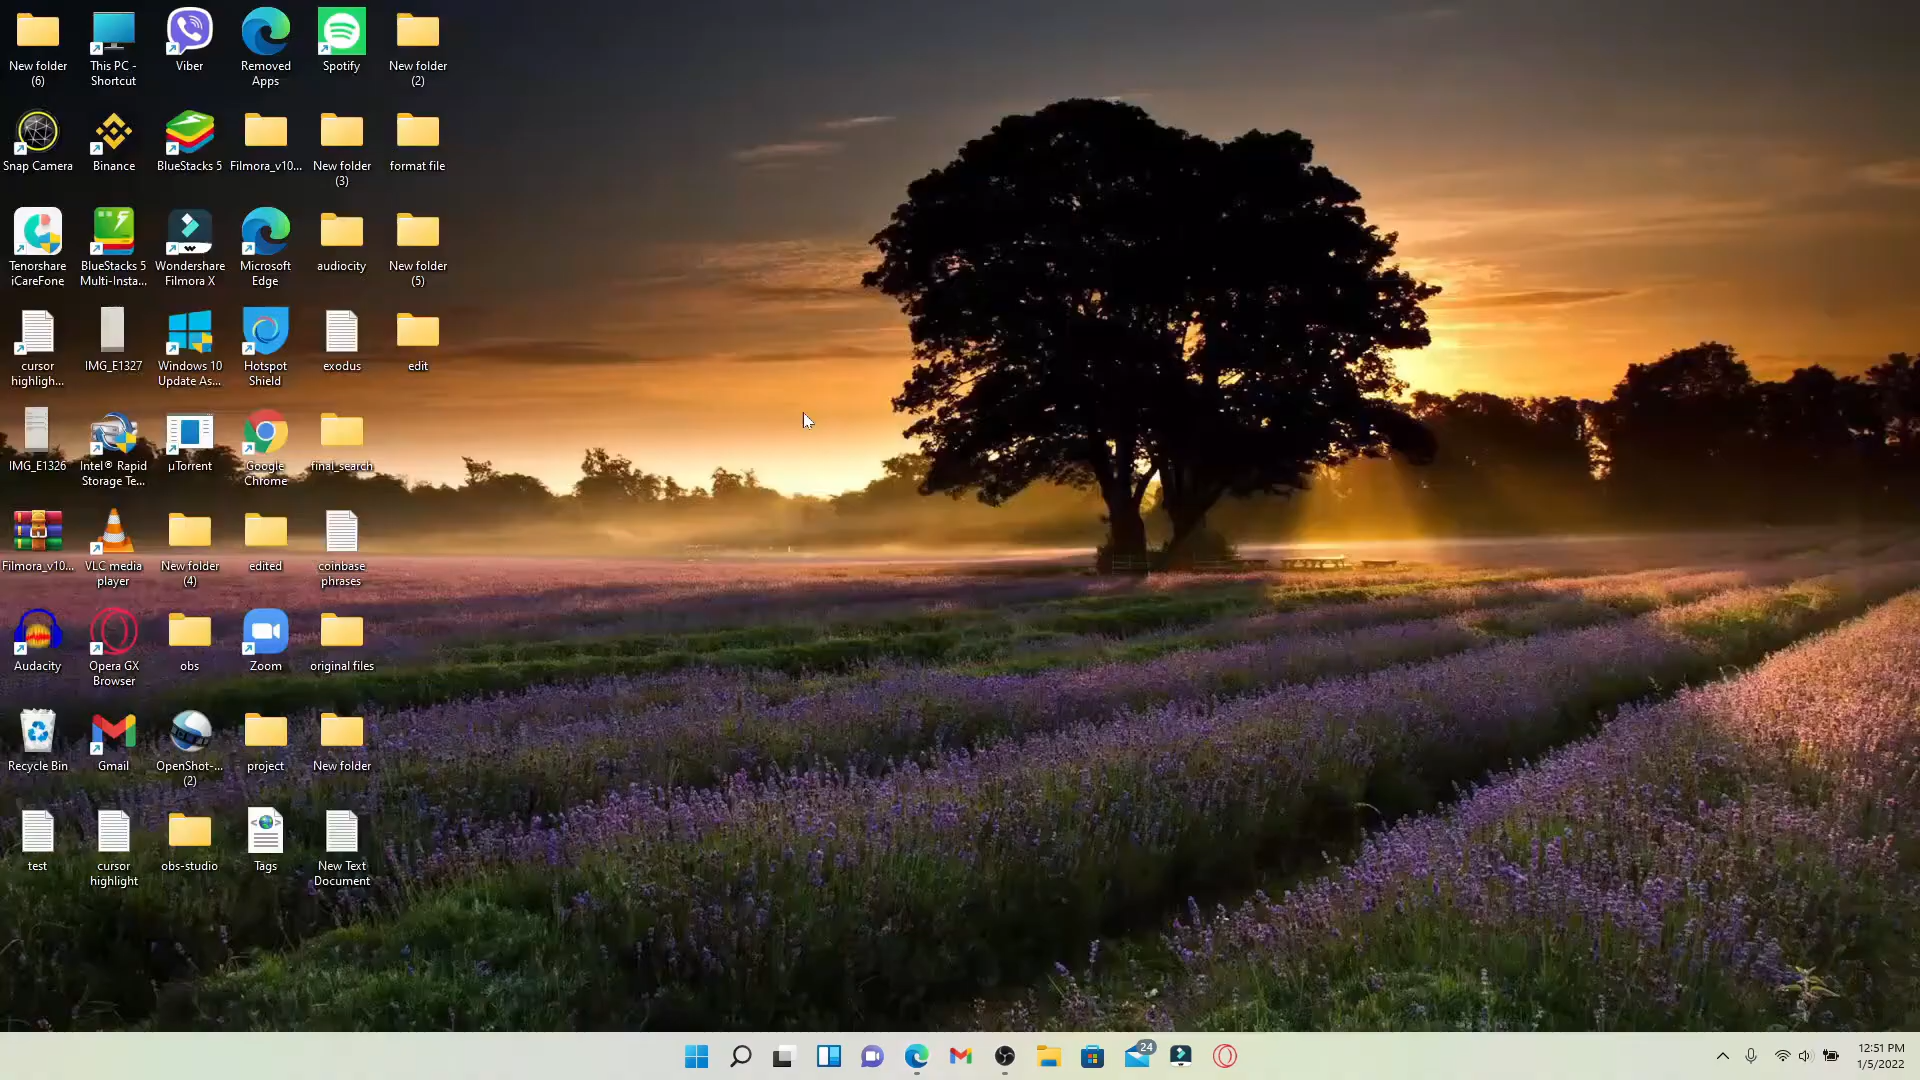 New folder
(6)
This PC -
Shortcut
Viber
Removed
Apps
Spotify
New folder
(2)
Snap Camera
Binance
BlueStacks 5
Filmora_v10...
New folder
(3)
format file
Tenorshare
iCareFone
BlueStacks 5
Multi-Insta...
Wondershare
Filmora X
Microsoft
Edge
audiocity
New folder
(5)
cursor
highligh...
IMG_E1327
Windows 10
Update As...
Hotspot
Shield
exodus
edit
IMG_E1326
Intel® Rapid
Storage Te...
µTorrent
Google
Chrome
final_search
Filmora_v10...
VLC media
player
New folder
(4)
edited
coinbase
phrases
Audacity
Opera GX
Browser
obs
Zoom
original files
Recycle Bin
Gmail
OpenShot-...
(2)
project
New folder
test
cursor
highlight
obs-studio
Tags
New Text
Document
24
12:51 PM
1/5/2022